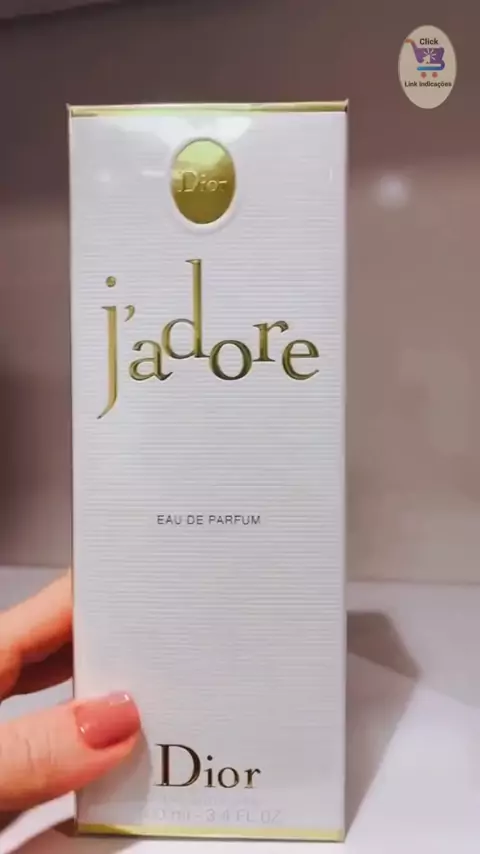 Click
Link indicações
Dior
j'adore
EAU DE PARFUM
Dior
ml - 3.4 FL.OZ